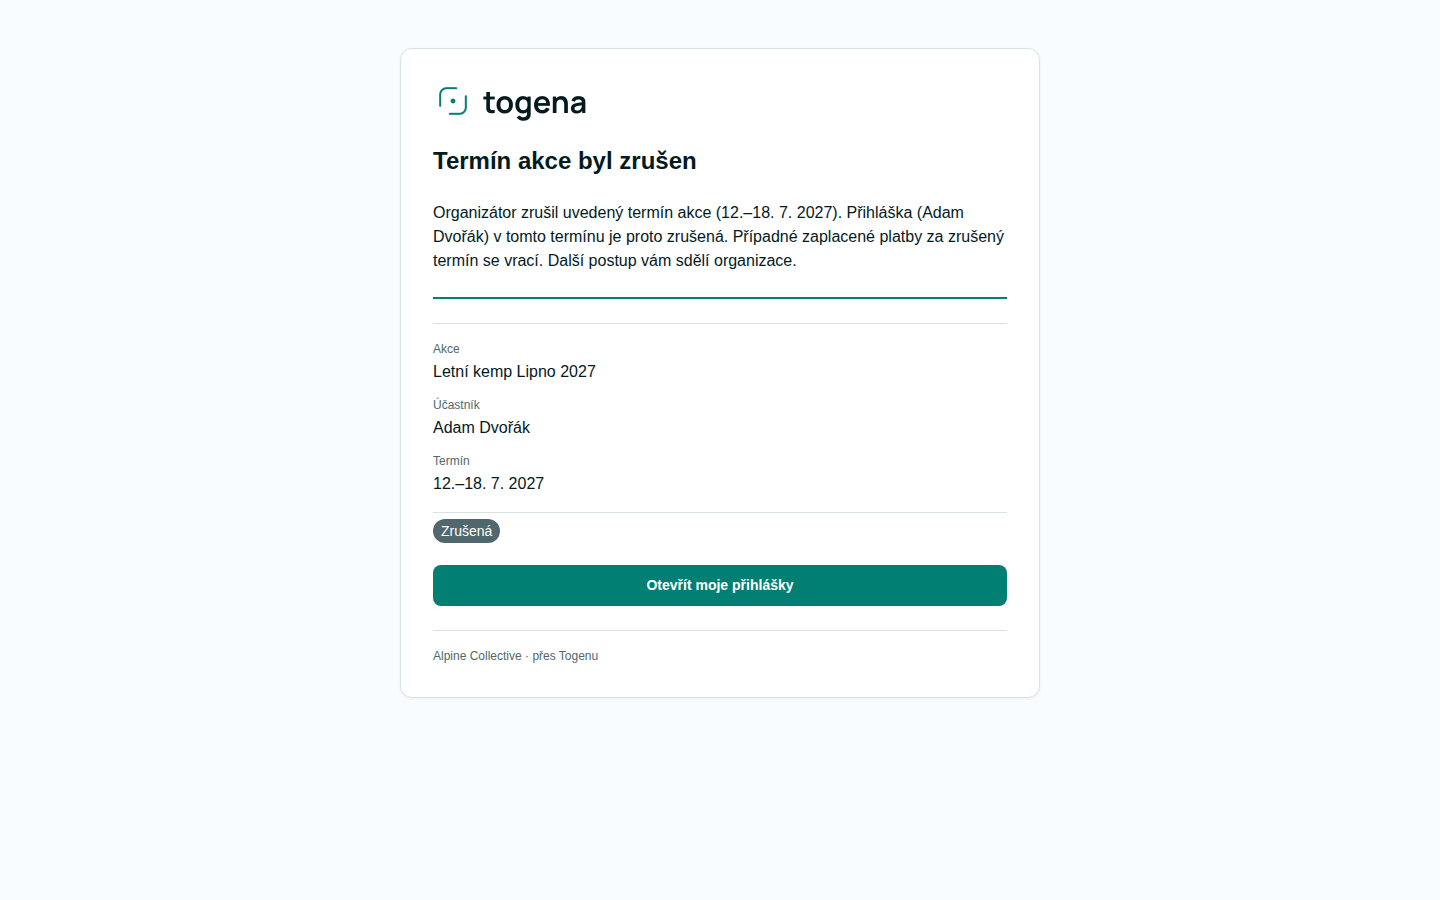 togena
Termín akce byl zrušen
Organizátor zrušil uvedený termín akce (12.–18. 7. 2027). Přihláška (Adam
Dvořák) v tomto termínu je proto zrušená. Případné zaplacené platby za zrušený
termín se vrací. Další postup vám sdělí organizace.
Akce
Letní kemp Lipno 2027
Účastník
Adam Dvořák
Termín
12.–18. 7. 2027
Zrušená
Otevřít moje přihlášky
Alpine Collective · přes Togenu